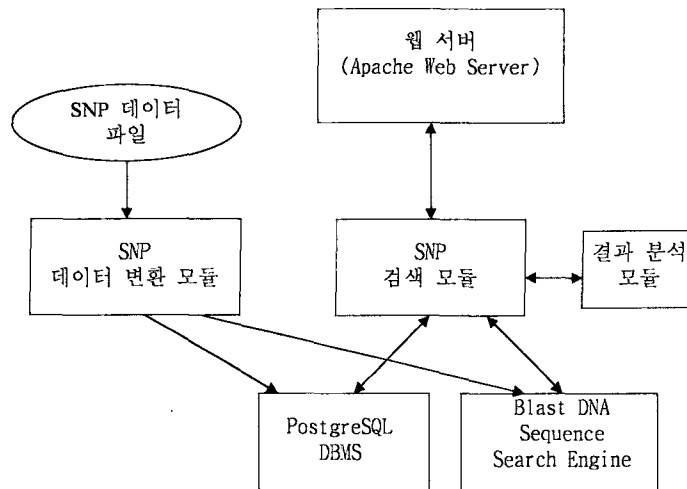 웹 서버
(Apache Web Server)
SNP 데이터
파일
SNP
데이터 변환 모듈
SNP
검색 모듈
결과 분석
모듈
PostgreSQL
DBMS
Blast DNA
Sequence
Search Engine